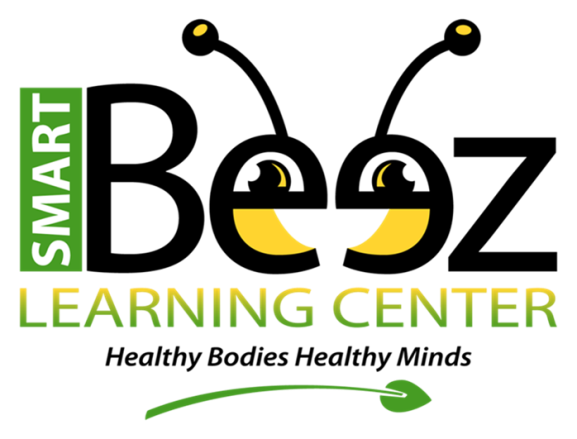 SMART
Beez
LEARNING CENTER
Healthy Bodies Healthy Minds